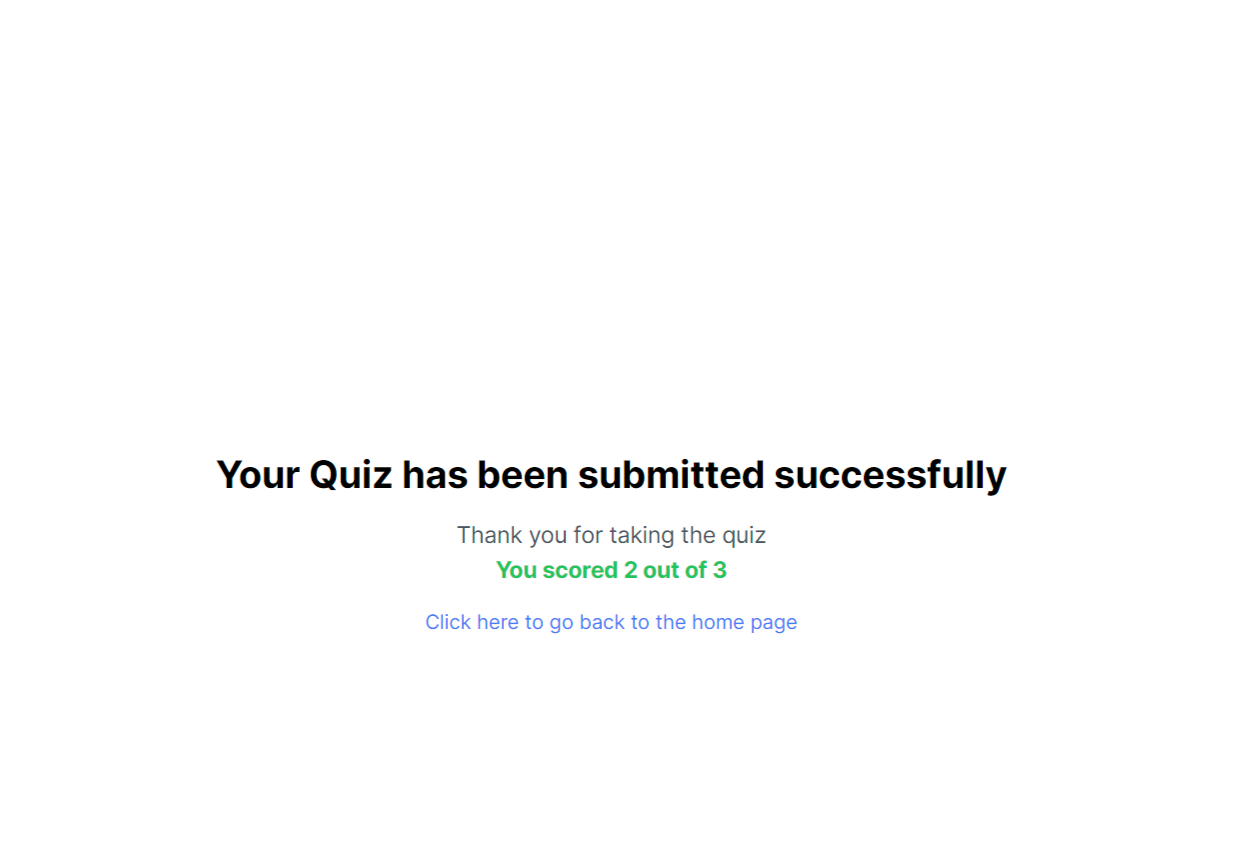 Your Quiz has been submitted successfully
Thank you for taking the quiz
You scored 2 out of 3
Click here to go back to the home page